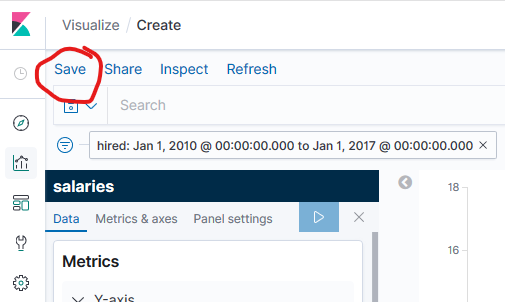 Visualize / Create
Save Share Inspect Refresh
Search
hired: Jan 1, 2010 @ 00:00:00.000 to Jan 1, 2017 @ 00:00:00.000 ×
salaries
18
Data Metrics & axes Panel settings
Metrics
16
Y-axis